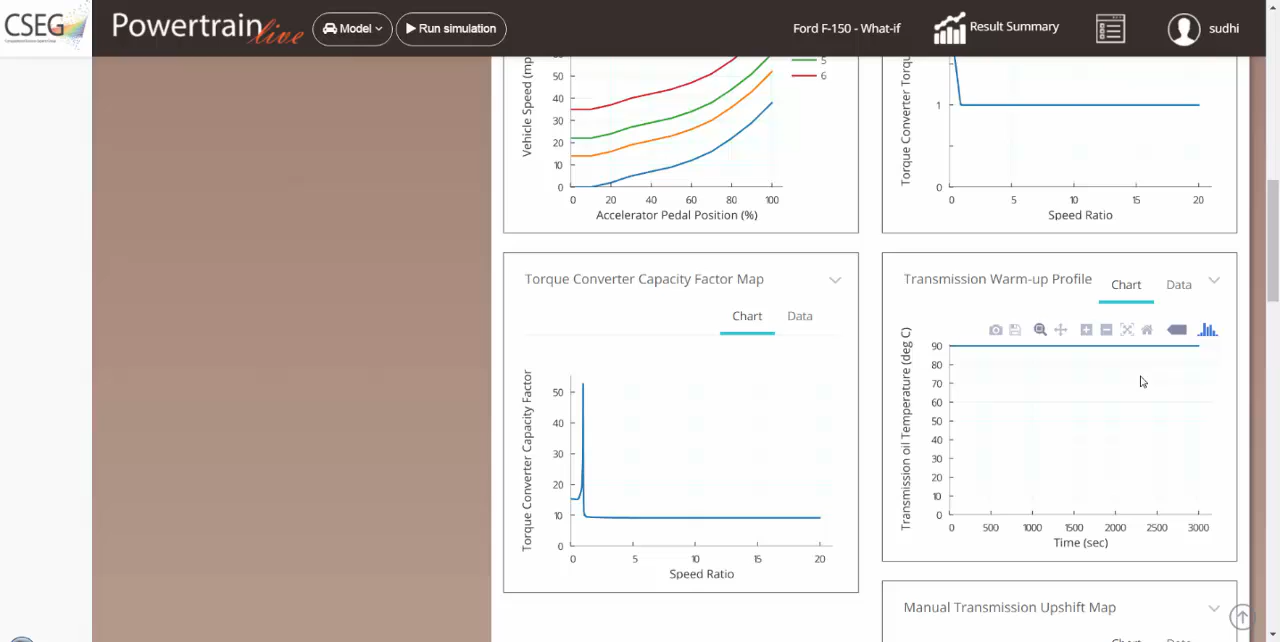 CSEG
Powertrain live
Model
Run simulation
Ford F-150 - What-if
Result Summary
sudhi
Vehicle Speed (mp
50
40
30
20
10
0
0 20 40 60 80 100
Accelerator Pedal Position (%)
5
6
Torque Converter Torqu
1
0
0 5 10 15 20
Speed Ratio
Torque Converter Capacity Factor Map
Chart Data
Torque Converter Capacity Factor
50
40
30
20
10
0
0 5 10 15 20
Speed Ratio
Transmission Warm-up Profile
Chart Data
Transmission oil Temperature (deg C)
90
80
70
60
50
40
30
20
10
0
0 500 1000 1500 2000 2500 3000
Time (sec)
Manual Transmission Upshift Map
Chart Data